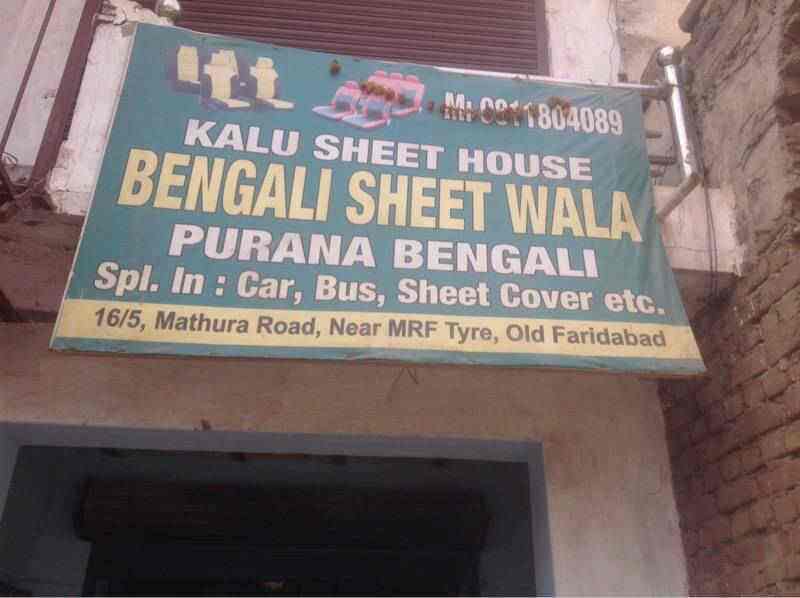 M: 09811804089
KALU SHEET HOUSE
BENGALI SHEET WALA
PURANA BENGALI
Spl. In : Car, Bus, Sheet Cover etc.
16/5, Mathura Road, Near MRF Tyre, Old Faridabad